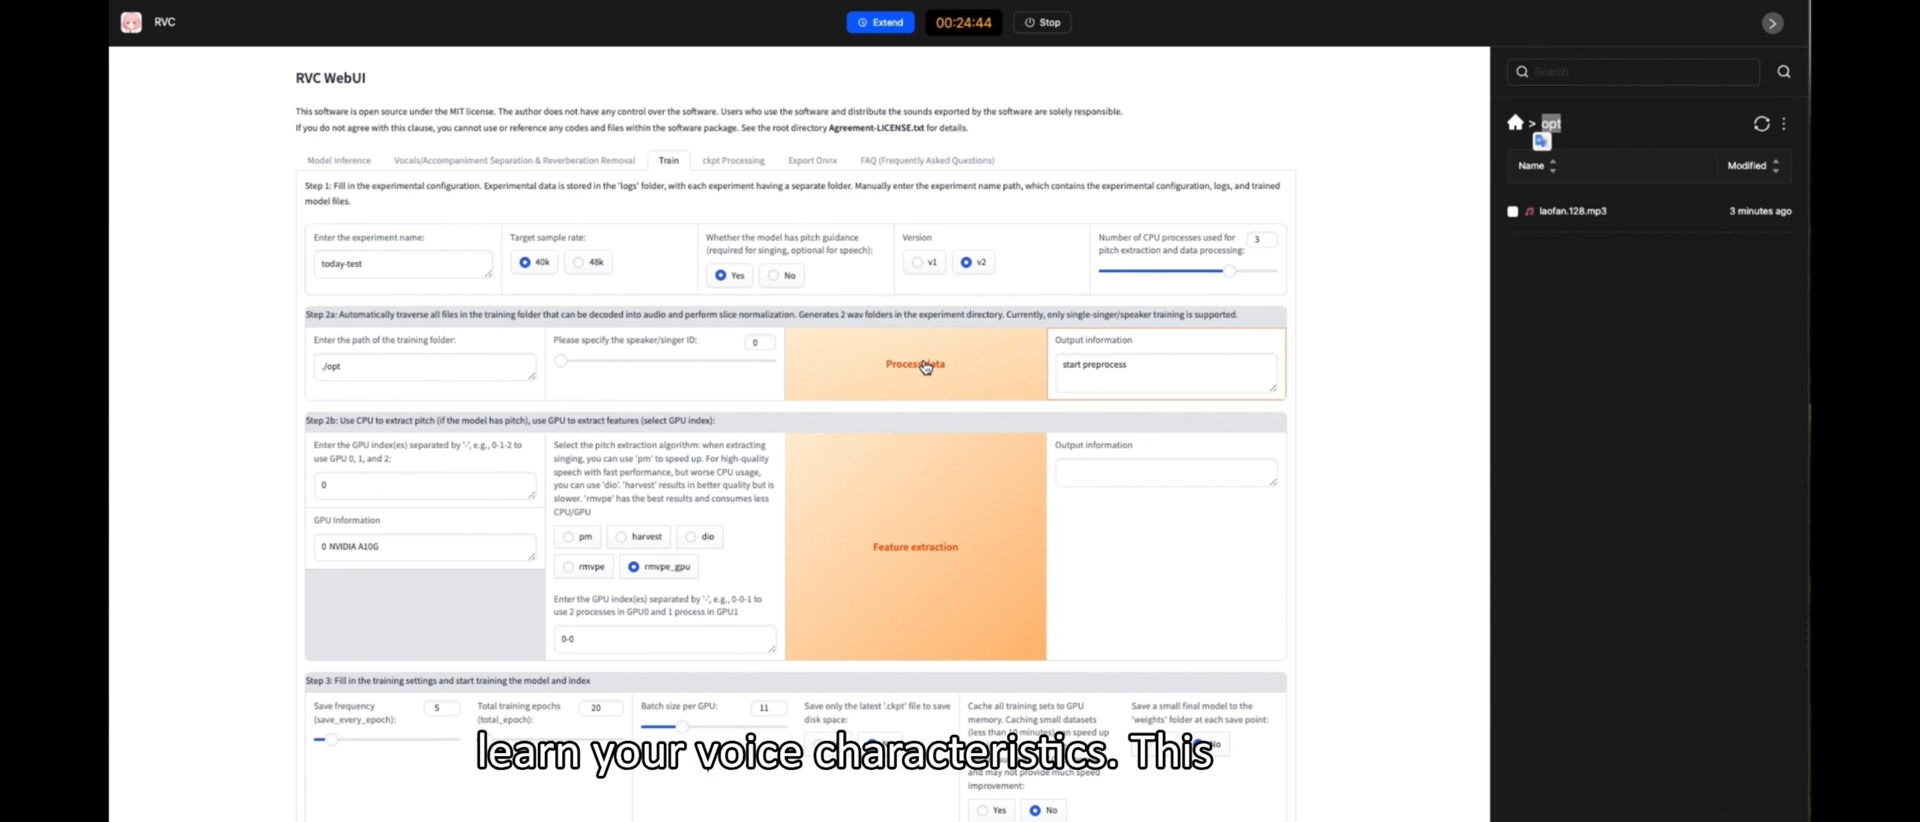 RVC
Extend
00:24:44
Stop
Search
RVC WebUI
This software is open source under the MIT license. The author does not have any control over the software. Users who use the software and distribute the sounds exported by the software are solely responsible.
If you do not agree with this clause, you cannot use or reference any codes and files within the software package. See the root directory Agreement-LICENSE.txt for details.
> opt
Name
Modified
laofan.128.mp3
3 minutes ago
Model Inference
Vocals/Accompaniment Separation & Reverberation Removal
Train
ckpt Processing
Export Onnx
FAQ (Frequently Asked Questions)
Step 1: Fill in the experimental configuration. Experimental data is stored in the 'logs' folder, with each experiment having a separate folder. Manually enter the experiment name path, which contains the experimental configuration, logs, and trained
model files.
Enter the experiment name:
today-test
Target sample rate:
40k
48k
Whether the model has pitch guidance
(required for singing, optional for speech):
Yes
No
Version
v1
v2
Number of CPU processes used for
pitch extraction and data processing:
3
Step 2a: Automatically traverse all files in the training folder that can be decoded into audio and perform slice normalization. Generates 2 wav folders in the experiment directory. Currently, only single-singer/speaker training is supported.
Enter the path of the training folder:
./opt
Please specify the speaker/singer ID:
0
Process data
Output information
start preprocess
Step 2b: Use CPU to extract pitch (if the model has pitch), use GPU to extract features (select GPU index):
Enter the GPU index(es) separated by '-', e.g., 0-1-2 to
use GPU 0, 1, and 2:
0
GPU Information
0 NVIDIA A10G
Select the pitch extraction algorithm: when extracting
singing, you can use 'pm' to speed up. For high-quality
speech with fast performance, but worse CPU usage,
you can use 'dio'. 'harvest' results in better quality but is
slower. 'rmvpe' has the best results and consumes less
CPU/GPU
pm
harvest
dio
rmvpe
rmvpe_gpu
Enter the GPU index(es) separated by '-', e.g., 0-0-1 to
use 2 processes in GPU0 and 1 process in GPU1
0-0
Feature extraction
Output information
Step 3: Fill in the training settings and start training the model and index
Save frequency
(save_every_epoch):
5
Total training epochs
(total_epoch):
20
Batch size per GPU:
11
Save only the latest '.ckpt' file to save
disk space:
Cache all training sets to GPU
memory. Caching small datasets
(less than 10 minutes) can speed up
and may not provide much speed
improvement:
Yes
No
Save a small final model to the
'weights' folder at each save point:
No
learn your voice characteristics. This